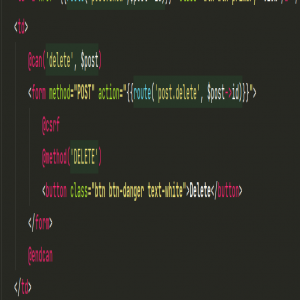 <td>
@can('delete', $post)
<form method="POST" action="{{route('post.delete', $post->id)}}">
@csrf
@method('DELETE')
<button class="btn btn-danger text-white">Delete</button>
</form>
@endcan
</td>